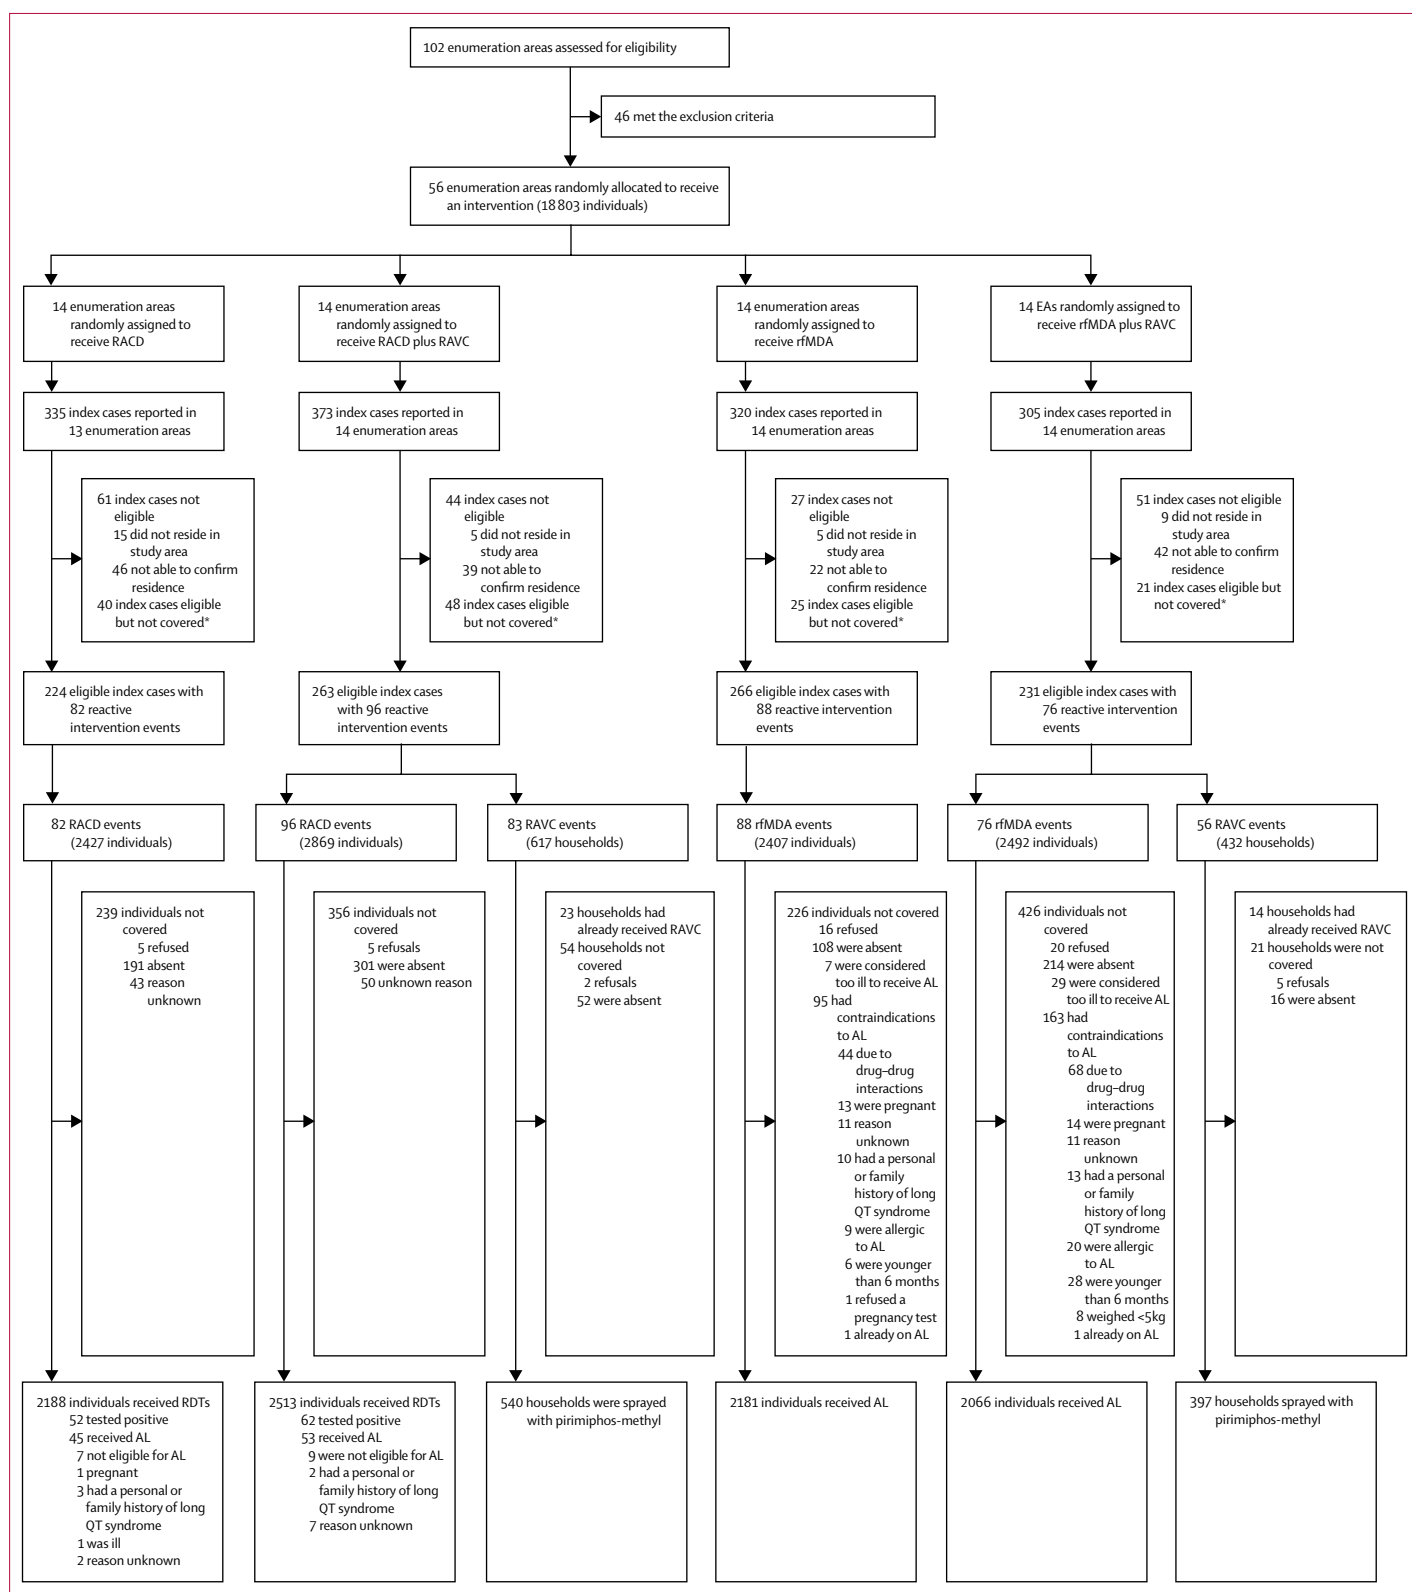 102 enumeration areas assessed for eligibility
46 met the exclusion criteria
56 enumeration areas randomly allocated to receive
an intervention (18 803 individuals)
14 enumeration areas
randomly assigned to
receive RACD
14 enumeration areas
randomly assigned to
receive RACD plus RAVC
14 enumeration areas
randomly assigned to
receive rfMDA
14 EAs randomly assigned to
receive rfMDA plus RAVC
335 index cases reported in
13 enumeration areas
373 index cases reported in
14 enumeration areas
320 index cases reported in
14 enumeration areas
305 index cases reported in
14 enumeration areas
61 index cases not
eligible
15 did not reside in
study area
46 not able to confirm
residence
40 index cases eligible
but not covered*
44 index cases not
eligible
5 did not reside in
study area
39 not able to
confirm residence
48 index cases eligible
but not covered*
27 index cases not
eligible
5 did not reside in
study area
22 not able to
confirm residence
25 index cases eligible
but not covered*
51 index cases not eligible
9 did not reside in
study area
42 not able to confirm
residence
21 index cases eligible but
not covered*
224 eligible index cases with
82 reactive
intervention events
263 eligible index cases
with 96 reactive
intervention events
266 eligible index cases with
88 reactive intervention
events
231 eligible index cases with
76 reactive intervention
events
82 RACD events
(2427 individuals)
96 RACD events
(2869 individuals)
83 RAVC events
(617 households)
88 rfMDA events
(2407 individuals)
76 rfMDA events
(2492 individuals)
56 RAVC events
(432 households)
239 individuals not
covered
5 refused
191 absent
43 reason
unknown
356 individuals not
covered
5 refusals
301 were absent
50 unknown reason
23 households had
already received RAVC
54 households not
covered
2 refusals
52 were absent
226 individuals not covered
16 refused
108 were absent
7 were considered
too ill to receive AL
95 had
contraindications
to AL
44 due to
drug–drug
interactions
13 were pregnant
11 reason
unknown
10 had a personal
or family
history of long
QT syndrome
9 were allergic
to AL
6 were younger
than 6 months
1 refused a
pregnancy test
1 already on AL
426 individuals not
covered
20 refused
214 were absent
29 were considered
too ill to receive AL
163 had
contraindications
to AL
68 due to
drug–drug
interactions
14 were pregnant
11 reason
unknown
13 had a personal
or family
history of long
QT syndrome
20 were allergic
to AL
28 were younger
than 6 months
8 weighed <5kg
1 already on AL
14 households had
already received RAVC
21 households were not
covered
5 refusals
16 were absent
2188 individuals received RDTs
52 tested positive
45 received AL
7 not eligible for AL
1 pregnant
3 had a personal or
family history of long
QT syndrome
1 was ill
2 reason unknown
2513 individuals received RDTs
62 tested positive
53 received AL
9 were not eligible for AL
2 had a personal or
family history of long
QT syndrome
7 reason unknown
540 households were sprayed
with pirimiphos-methyl
2181 individuals received AL
2066 individuals received AL
397 households sprayed with
pirimiphos-methyl